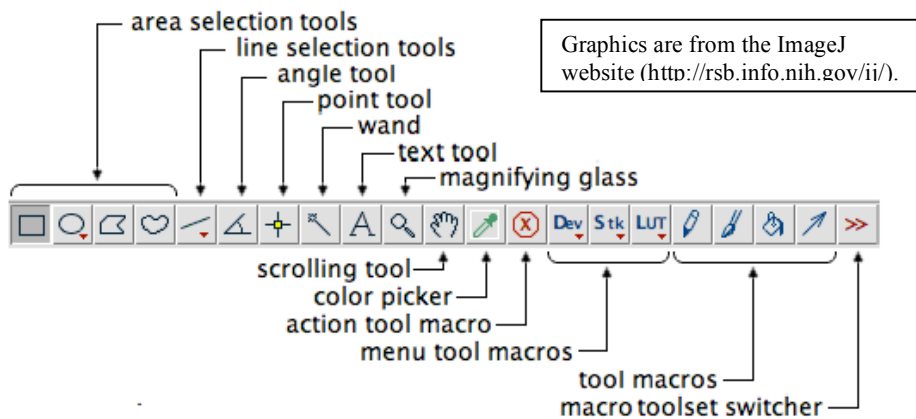 area selection tools
line selection tools
angle tool
point tool
wand
text tool
magnifying glass
Graphics are from the ImageJ
website (http://rsb.info.nih.gov/ij/).
A
X
Dev
Stk
LUT
>>
scrolling tool
color picker
action tool macro
menu tool macros
tool macros
macro toolset switcher